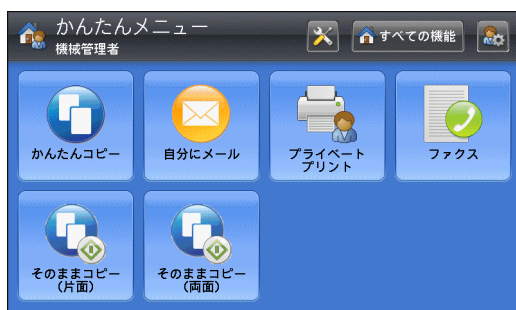 かんたんメニュー
機械管理者
すべての機能
かんたんコピー
自分にメール
プライベート
プリント
ファクス
そのままコピー
(片面)
そのままコピー
(両面)